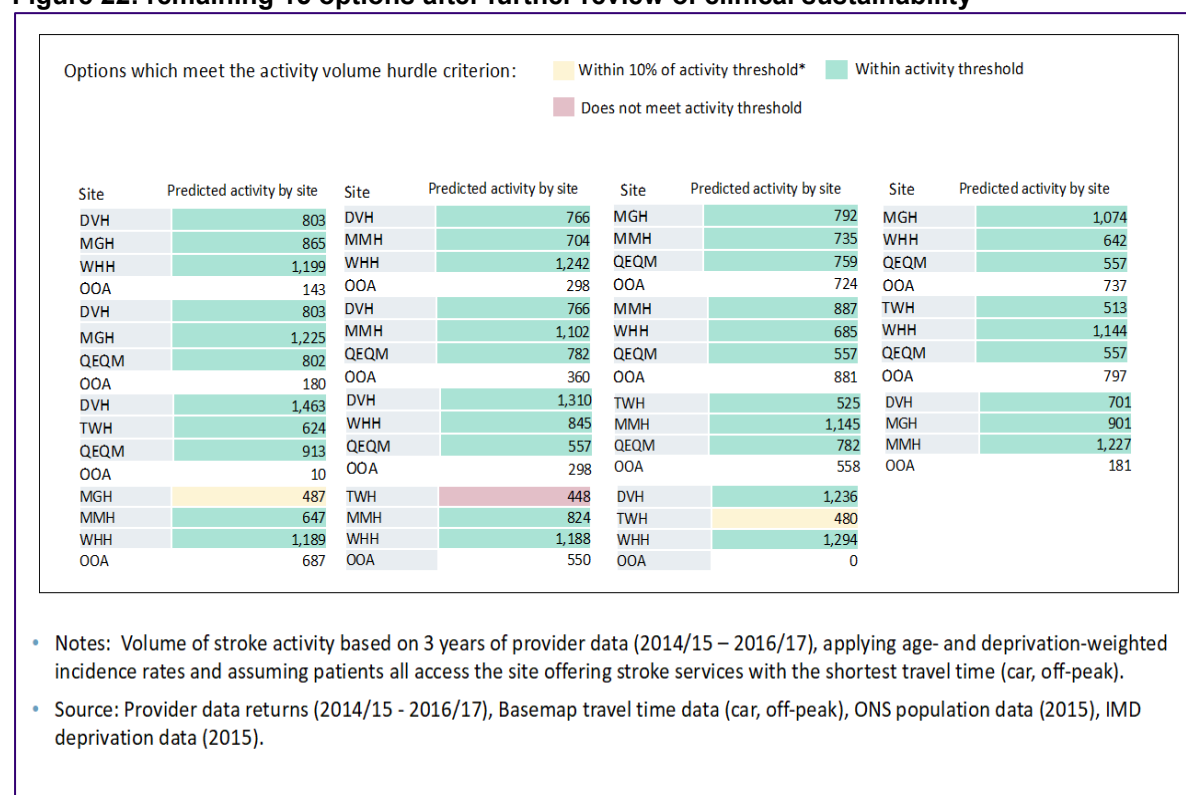 Figure 22: remaining 15 options after further review of clinical sustainability
Options which meet the activity volume hurdle criterion:
Within 10% of activity threshold*
Within activity threshold
Does not meet activity threshold
Site Predicted activity by site
DVH 803
MGH 865
WHH 1,199
OOA 143
DVH 803
MGH 1,225
QEQM 802
OOA 180
DVH 1,463
TWH 624
QEQM 913
OOA 10
MGH 487
MMH 647
WHH 1,189
OOA 687
Site Predicted activity by site
DVH 766
MMH 704
WHH 1,242
OOA 298
DVH 766
MMH 1,102
QEQM 782
OOA 360
DVH 1,310
WHH 845
QEQM 557
OOA 298
TWH 448
MMH 824
WHH 1,188
OOA 550
Site Predicted activity by site
MGH 792
MMH 735
QEQM 759
OOA 724
MMH 887
WHH 685
QEQM 557
OOA 881
TWH 525
MMH 1,145
QEQM 782
OOA 558
DVH 1,236
TWH 480
WHH 1,294
OOA 0
Site Predicted activity by site
MGH 1,074
WHH 642
QEQM 557
OOA 737
TWH 513
WHH 1,144
QEQM 557
OOA 797
DVH 701
MGH 901
MMH 1,227
OOA 181
• Notes: Volume of stroke activity based on 3 years of provider data (2014/15 – 2016/17), applying age- and deprivation-weighted
incidence rates and assuming patients all access the site offering stroke services with the shortest travel time (car, off-peak).
• Source: Provider data returns (2014/15 - 2016/17), Basemap travel time data (car, off-peak), ONS population data (2015), IMD
deprivation data (2015).